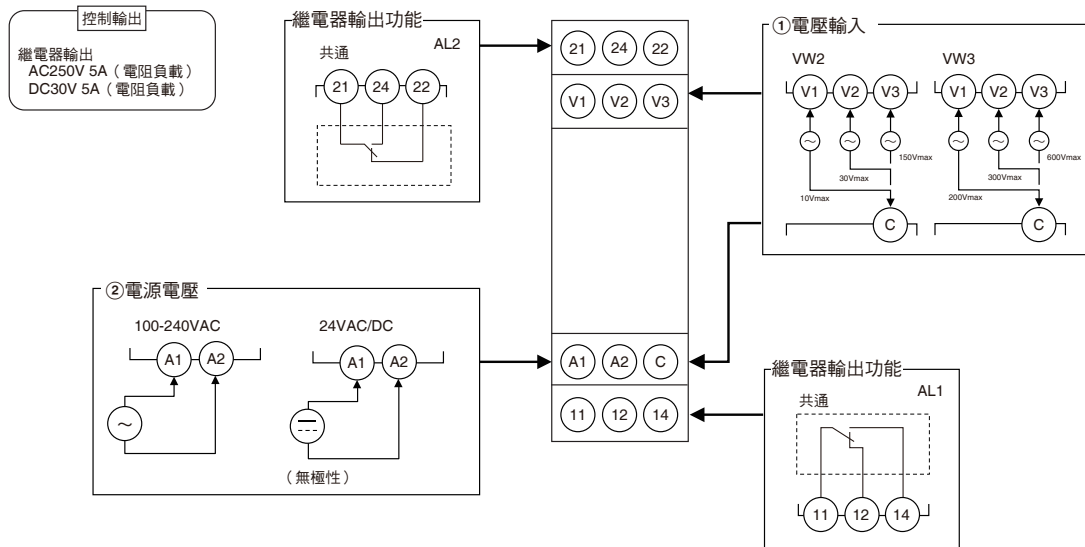 控制輸出
繼電器輸出
AC250V 5A（電阻負載）
DC30V 5A（電阻負載）
繼電器輸出功能
AL2
共通
21 24 22
21 24 22
V1 V2 V3
①電壓輸入
VW2 VW3
V1 V2 V3 V1 V2 V3
~ ~ ~ ~ ~ ~
150Vmax 600Vmax
30Vmax 300Vmax
10Vmax 200Vmax
C C
②電源電壓
100-240VAC 24VAC/DC
A1 A2 A1 A2
~
（無極性）
A1 A2 C
11 12 14
繼電器輸出功能
AL1
共通
11 12 14